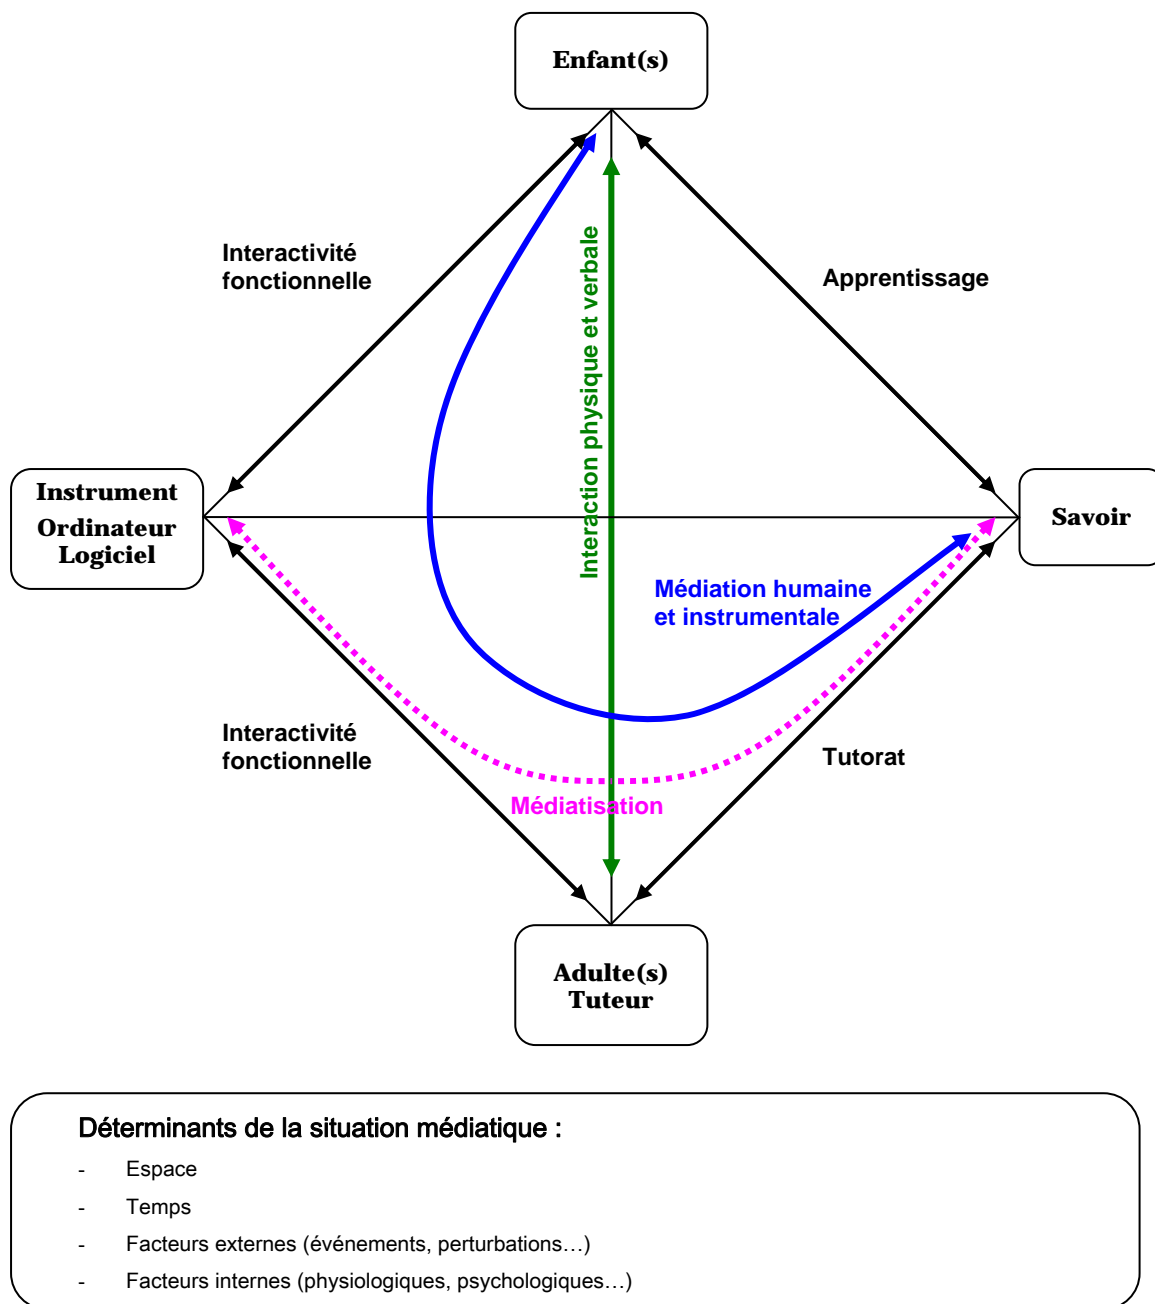 Enfant(s)
Interactivité
fonctionnelle
Interaction physique et verbale
Apprentissage
Instrument
Ordinateur
Logiciel
Savoir
Médiation humaine
et instrumentale
Interactivité
fonctionnelle
Tutorat
Médiatisation
Adulte(s)
Tuteur
Déterminants de la situation médiatique :
- Espace
- Temps
- Facteurs externes (événements, perturbations…)
- Facteurs internes (physiologiques, psychologiques…)